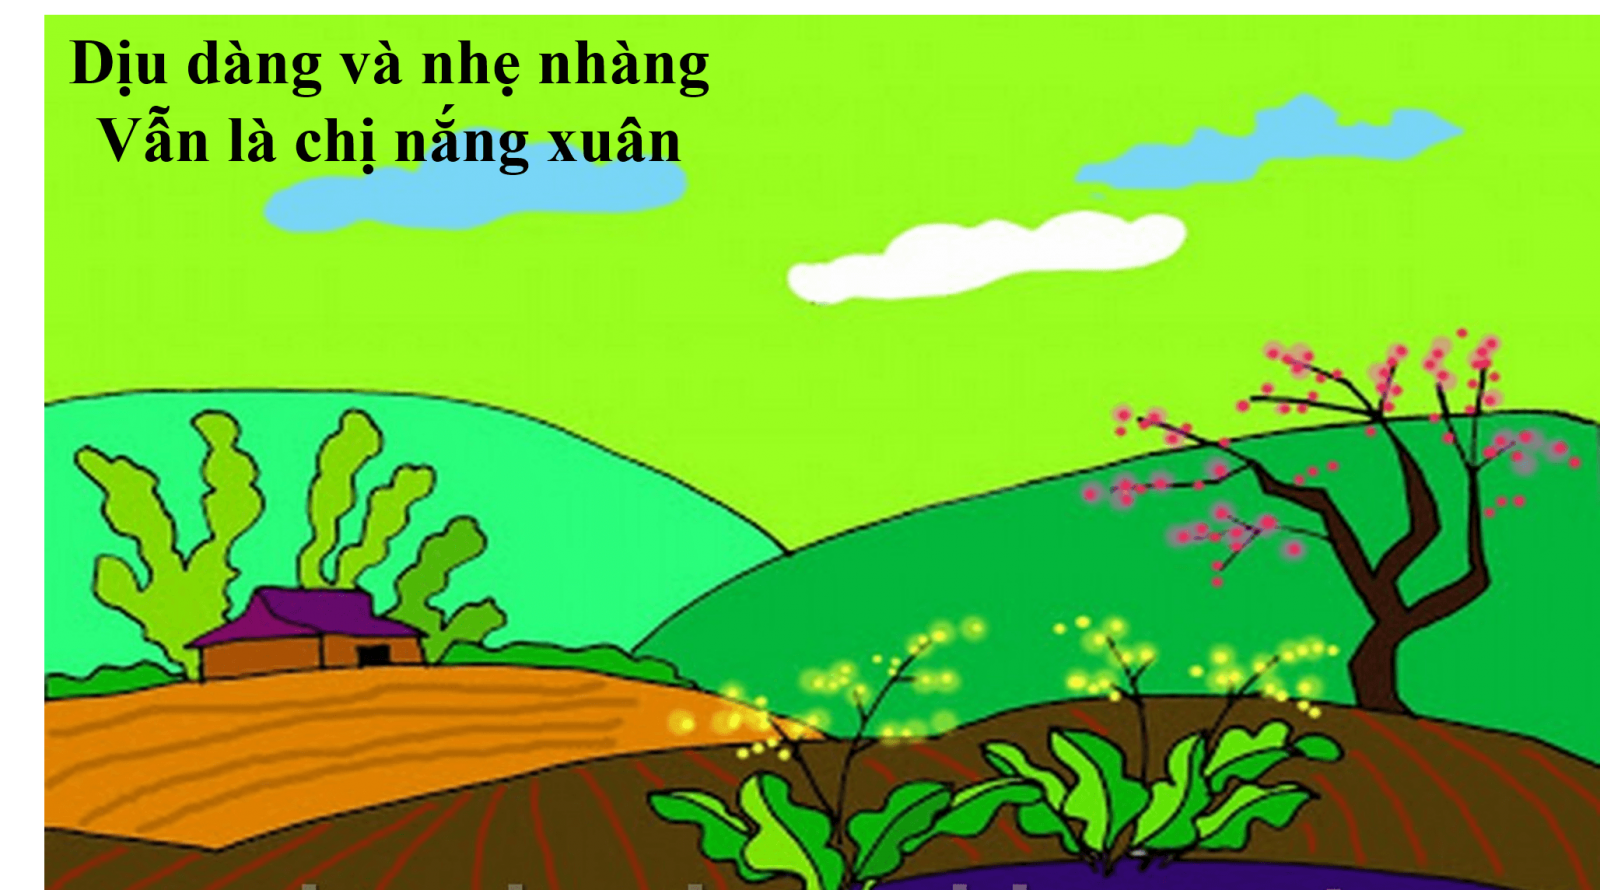 Dịu dàng và nhẹ nhàng
Vẫn là chị nắng xuân